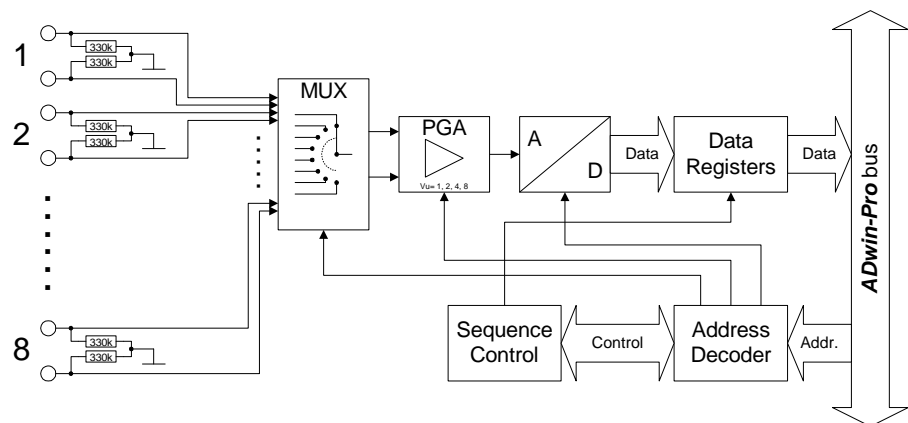 1
330k
330k
2
330k
330k
8
330k
330k
MUX
PGA
Vu= 1, 2, 4, 8
A
D
Data
Data
Registers
Data
Sequence
Control
Control
Address
Decoder
Addr.
ADwin-Pro bus